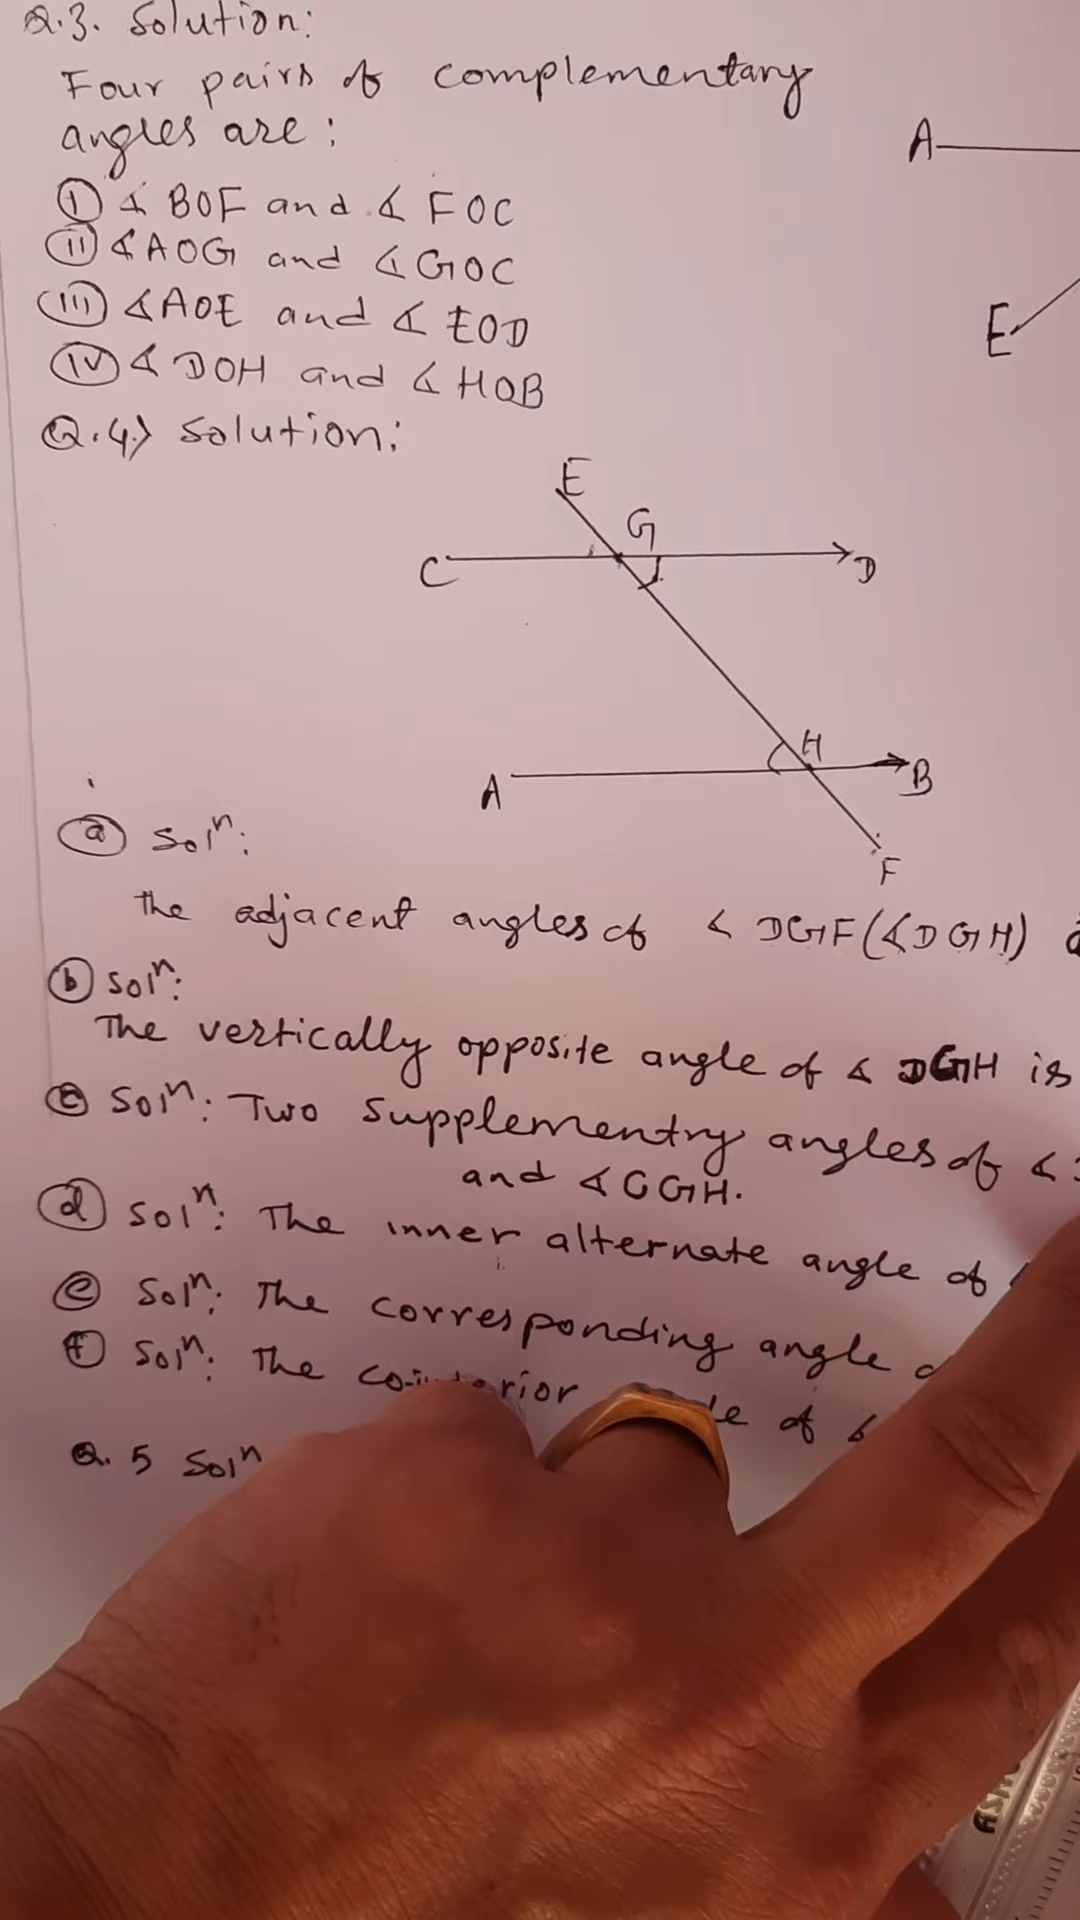 Q.3. Solution:
Four pairs of complementary
angles are:
(I) ∡ BOF and ∡ FOC
(II) ∡AOG and ∡GOC
(III) ∡AOE and ∡ EOD
(IV) ∡ DOH and ∡ HOB
A
E
Q.4.) Solution:
E
G
C
D
H
A
B
F
(a) Solⁿ:
The adjacent angles of ∡ DGF(∡DGH)
(b) Solⁿ:
The vertically opposite angle of ∡ DGH is
(c) Solⁿ: Two supplementry angles of ∡
and ∡CGH.
(d) Solⁿ: The inner alternate angle of
(e) Solⁿ: The corresponding angle
(f) Solⁿ: The of ∡
Q. 5 Solⁿ